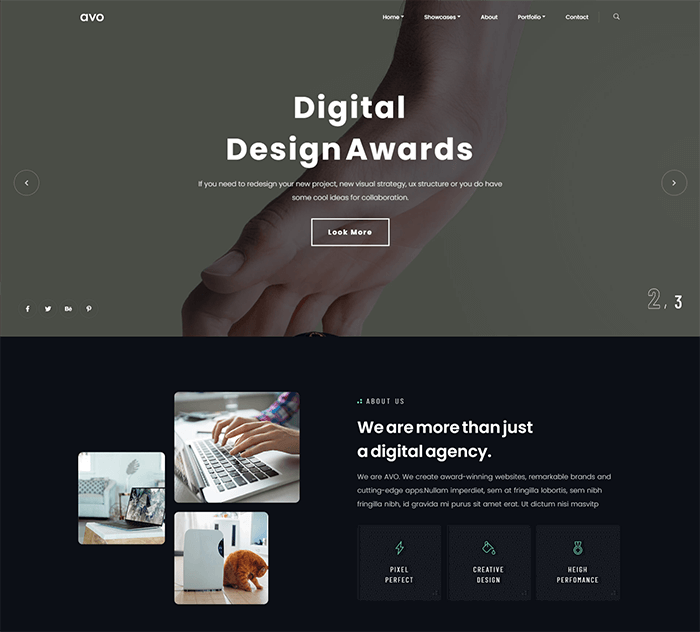 avo
Home Showcases About Portfolio Contact
Digital
Design Awards
If you need to redesign your new project, new visual strategy, ux structure or you do have
some cool ideas for collaboration.
Look More
Bē
2 / 3
ABOUT US
We are more than just
a digital agency.
We are AVO. We create award-winning websites, remarkable brands and
cutting-edge apps.Nullam imperdiet, sem at fringilla lobortis, sem nibh
fringilla nibh, id gravida mi purus sit amet erat. Ut dictum nisi masvitp
PIXEL
PERFECT
CREATIVE
DESIGN
HEIGH
PERFOMANCE